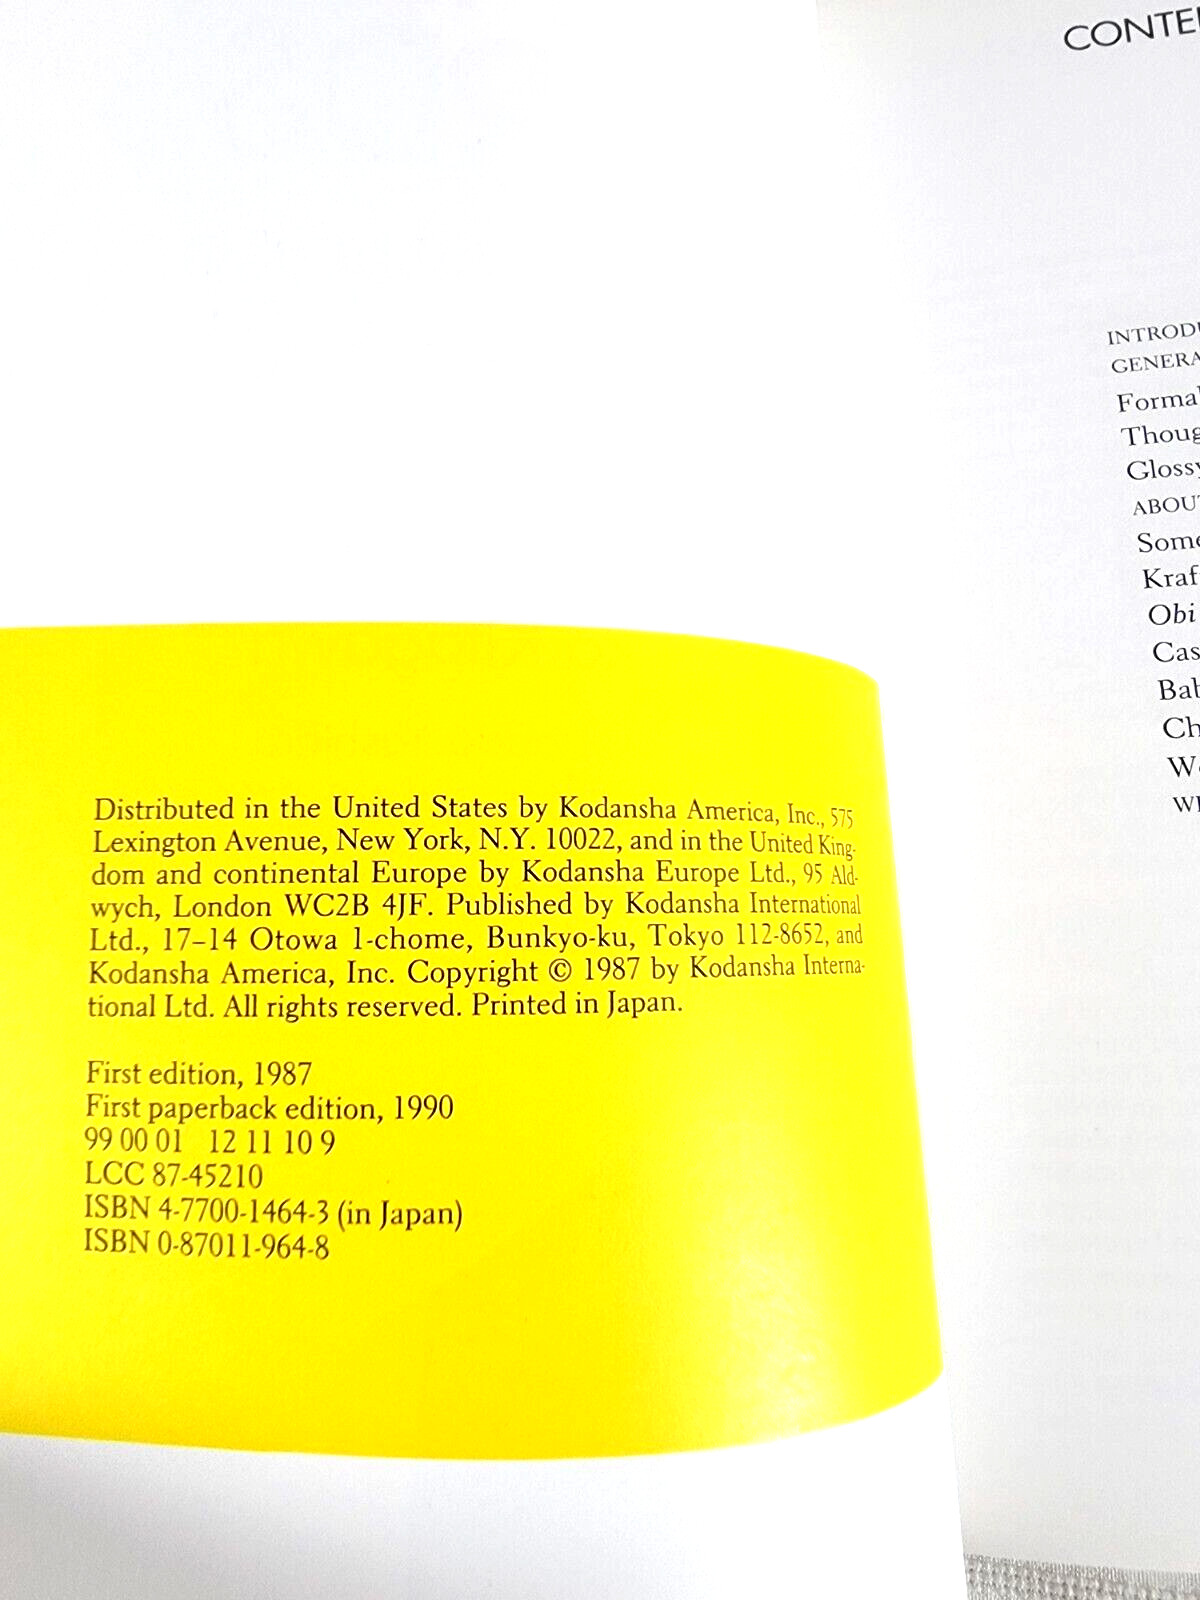 Distributed in the United States by Kodansha America, Inc., 575
Lexington Avenue, New York, N.Y. 10022, and in the United King-
dom and continental Europe by Kodansha Europe Ltd., 95 Ald-
wych, London WC2B 4JF. Published by Kodansha International
Ltd., 17–14 Otowa 1-chome, Bunkyo-ku, Tokyo 112-8652, and
Kodansha America, Inc. Copyright © 1987 by Kodansha Interna-
tional Ltd. All rights reserved. Printed in Japan.
First edition, 1987
First paperback edition, 1990
99 00 01 12 11 10 9
LCC 87-45210
ISBN 4-7700-1464-3 (in Japan)
ISBN 0-87011-964-8
CONTE
INTROD
GENERA
Forma
Thoug
Glossy
ABOU
Some
Kraf
Obi
Cas
Bab
Ch
W